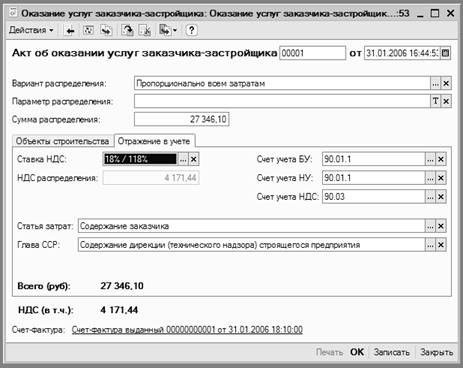 Оказание услуг заказчика-застройщика: Оказание услуг заказчика-застройщик...:53
Действия
Акт об оказании услуг заказчика-застройщика 00001 от 31.01.2006 16:44:53
Вариант распределения: Пропорционально всем затратам
Параметр распределения:
Сумма распределения: 27 346,10
Объекты строительства Отражение в учете
Ставка НДС: 18% / 118% Счет учета БУ: 90.01.1
НДС распределения: 4 171,44 Счет учета НУ: 90.01.1
Счет учета НДС: 90.03
Статья затрат: Содержание заказчика
Глава ССР: Содержание дирекции (технического надзора) строящегося предприятия
Всего (руб): 27 346,10
НДС (в т.ч.): 4 171,44
Счет-фактура: Счет-фактура выданный 00000000001 от 31.01.2006 18:10:00
Печать OK Записать Закрыть